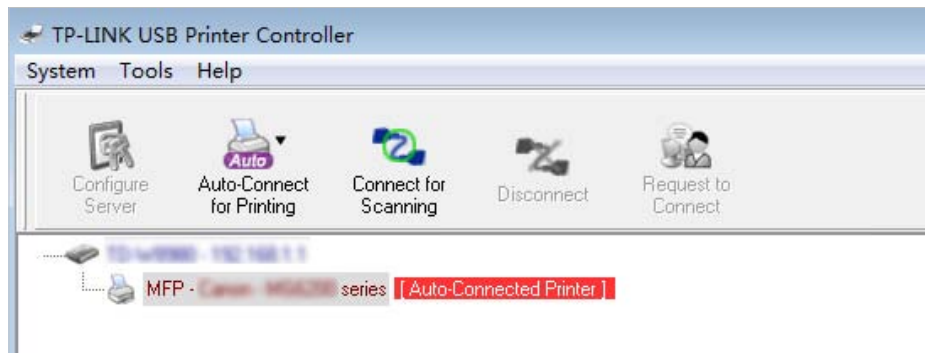 TP-LINK USB Printer Controller
System Tools Help
Auto
Configure Server
Auto-Connect for Printing
Connect for Scanning
Disconnect
Request to Connect
MFP - series [ Auto-Connected Printer ]